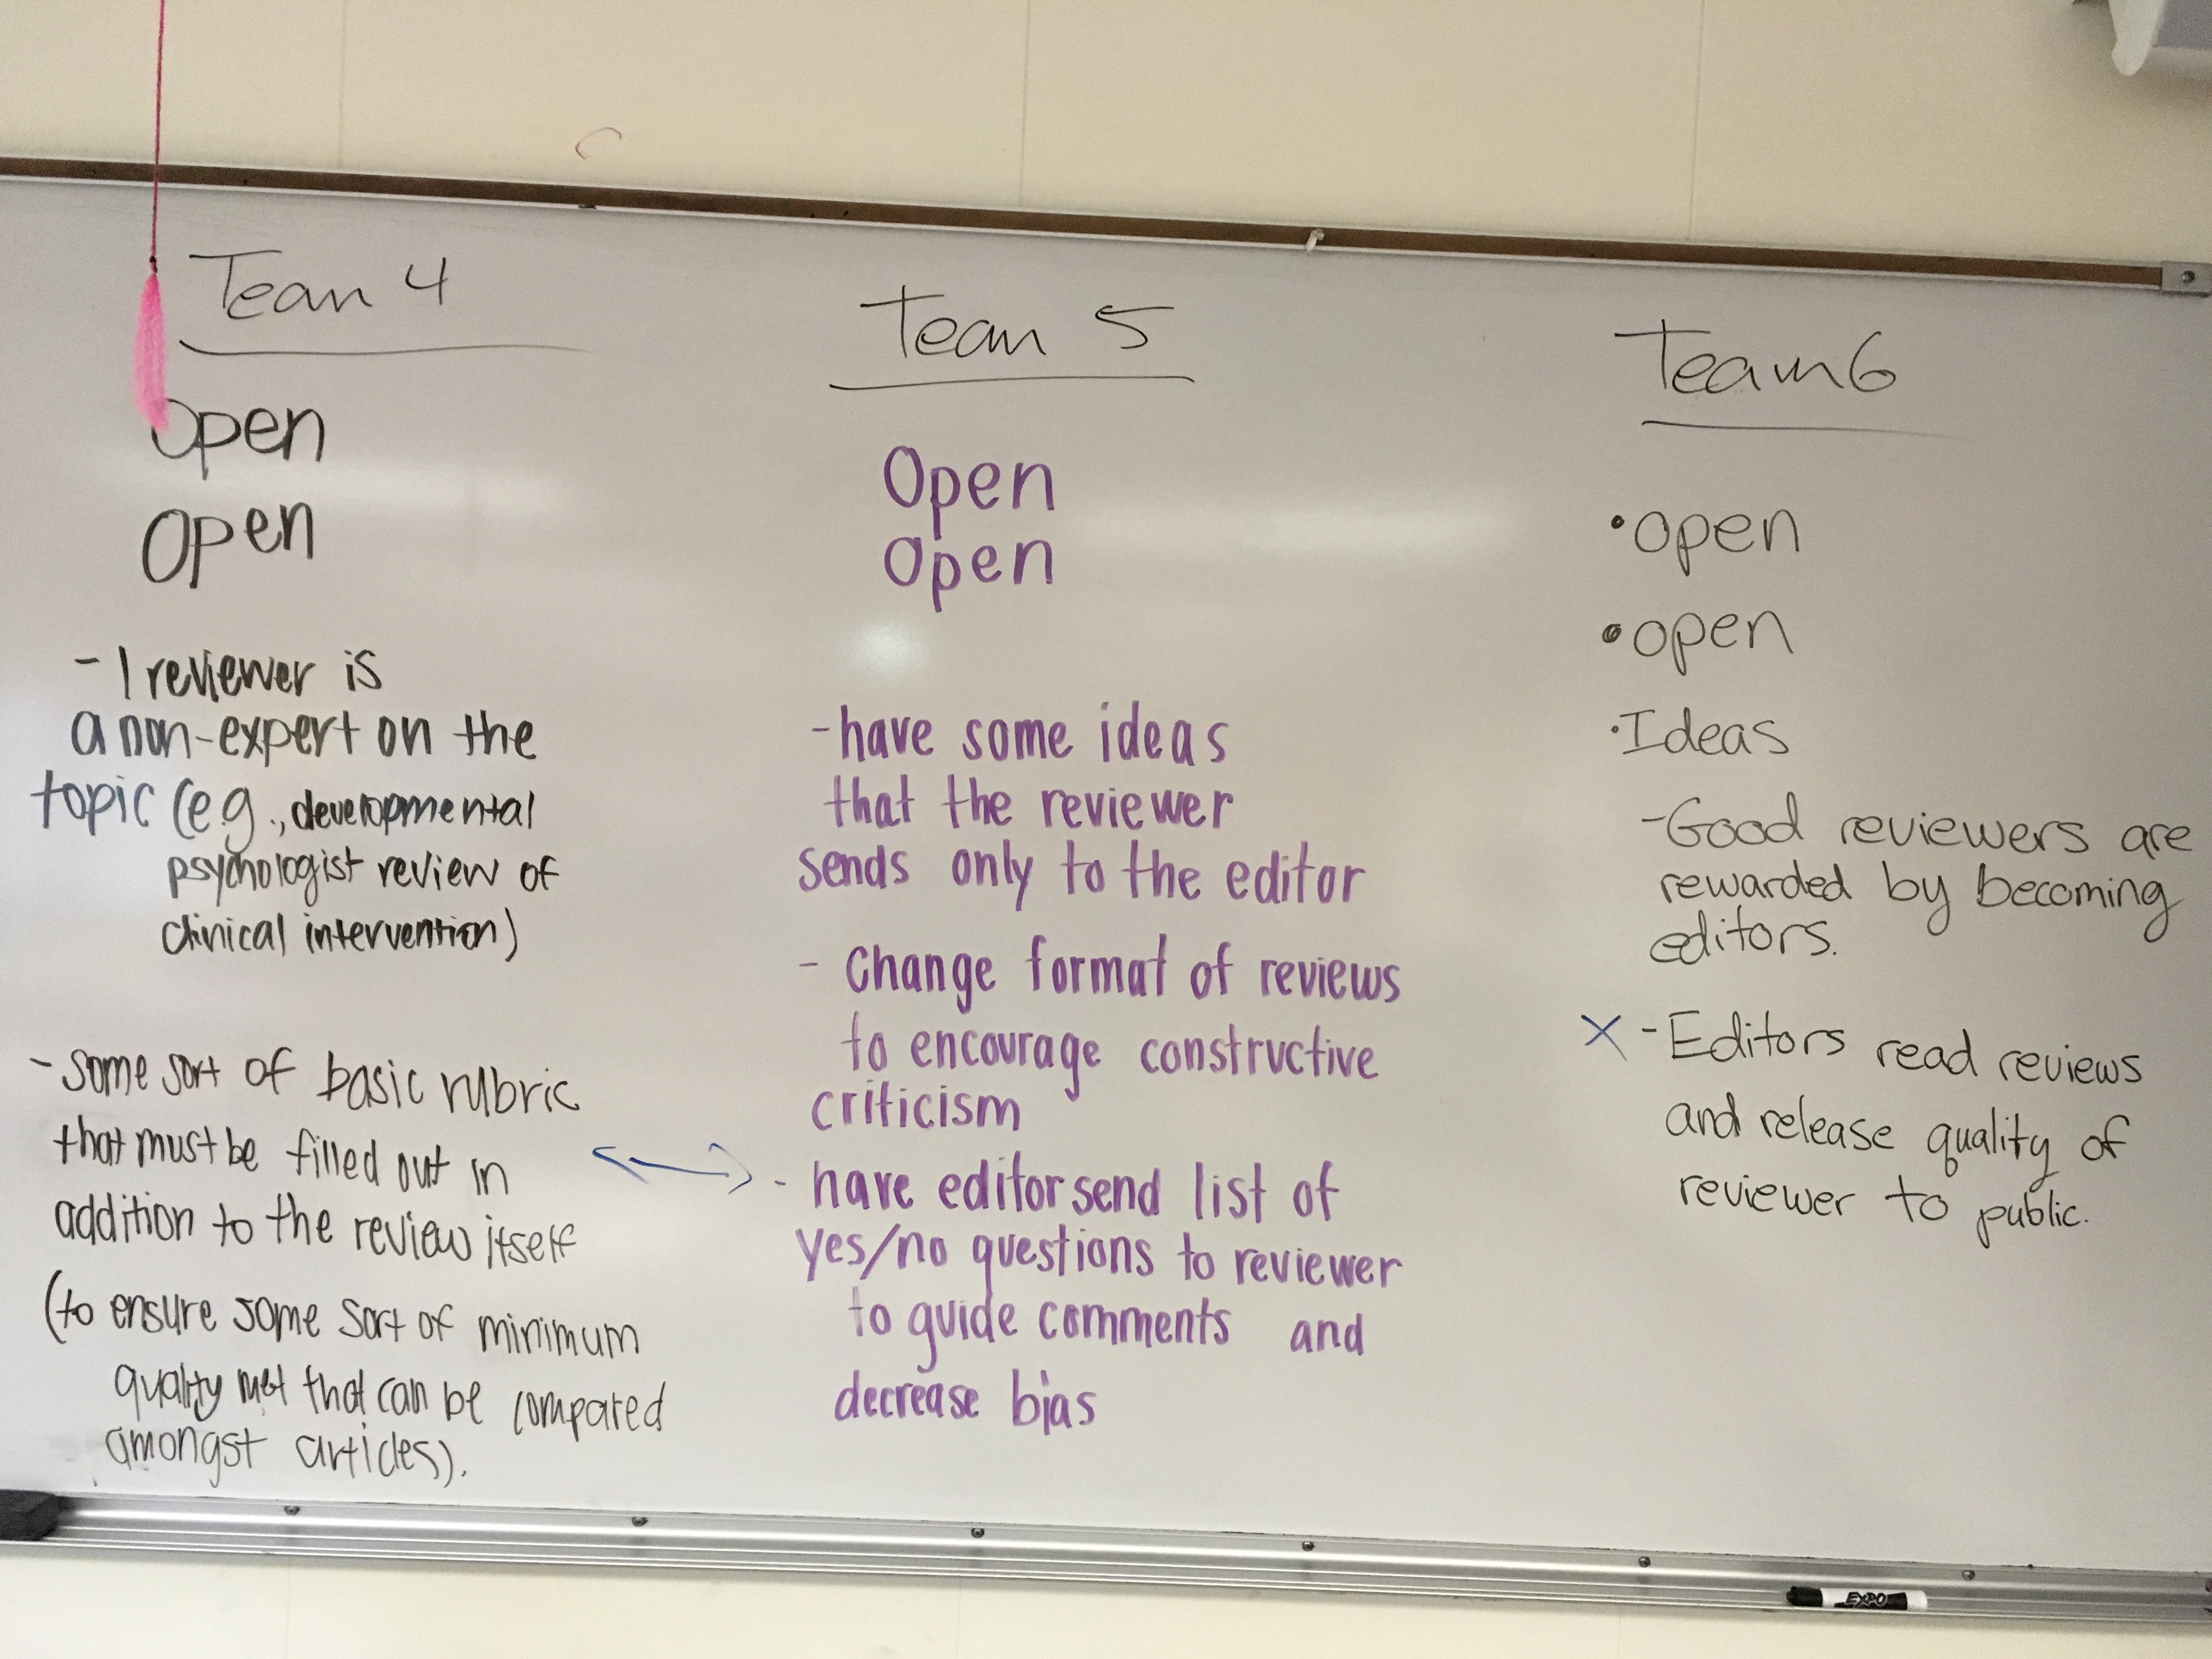 Team 4
Open
Open
- 1 reviewer is
a non-expert on the
topic (e.g., developmental
psychologist review of
clinical intervention)
- some sort of basic rubric
that must be filled out in
addition to the review itself
(to ensure some sort of minimum
quality met that can be compared
amongst articles).
Team 5
Open
Open
- have some ideas
that the reviewer
sends only to the editor
- Change format of reviews
to encourage constructive
criticism
- have editor send list of
yes/no questions to reviewer
to guide comments and
decrease bias
Team 6
• open
• open
• Ideas
- Good reviewers are
rewarded by becoming
editors.
X - Editors read reviews
and release quality of
reviewer to public.
EXPO